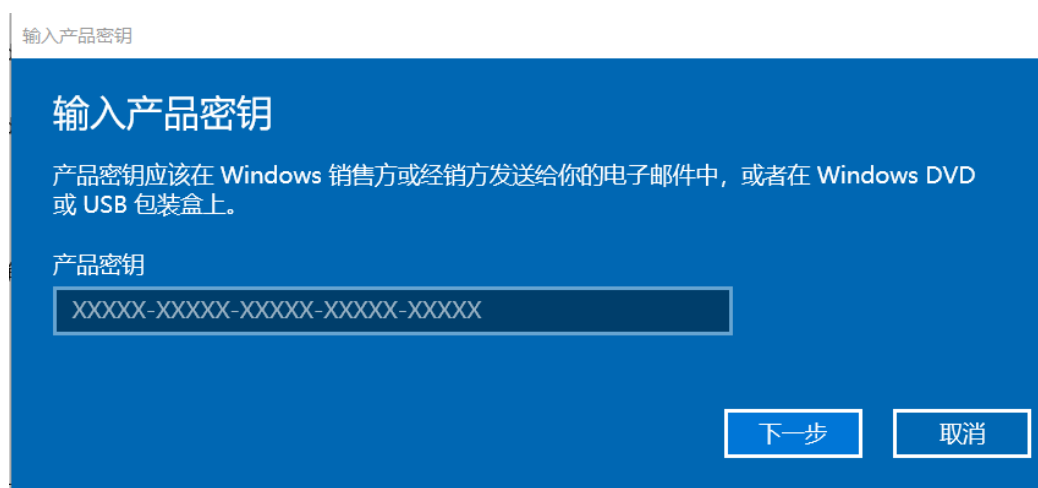 输入产品密钥
输入产品密钥
产品密钥应该在 Windows 销售方或经销方发送给你的电子邮件中，或者在 Windows DVD
或 USB 包装盒上。
产品密钥
XXXXX-XXXXX-XXXXX-XXXXX-XXXXX
下一步 取消